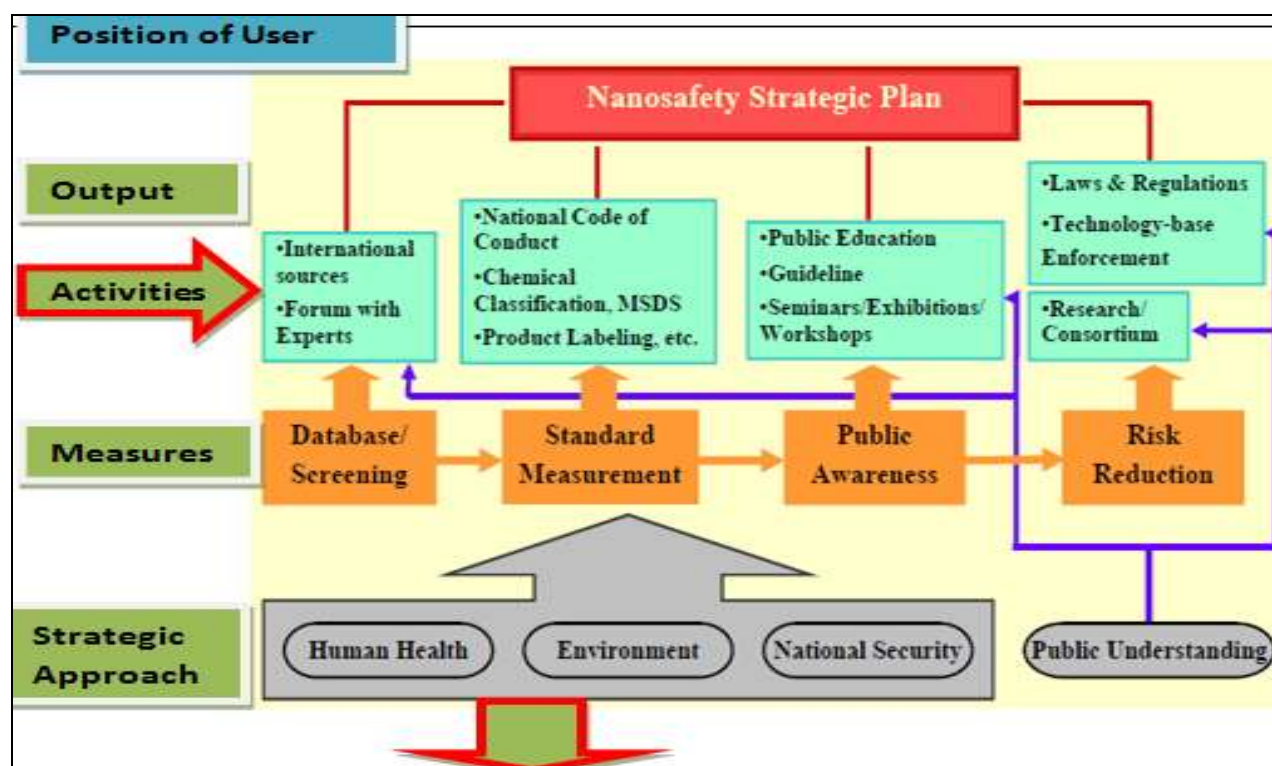 Position of User
Nanosafety Strategic Plan
Output
Activities
Measures
Strategic
Approach
•International
sources
•Forum with
Experts
•National Code of
Conduct
•Chemical
Classification, MSDS
•Product Labeling, etc.
•Public Education
•Guideline
•Seminars/Exhibitions/
Workshops
•Laws & Regulations
•Technology-base
Enforcement
•Research/
Consortium
Database/
Screening
Standard
Measurement
Public
Awareness
Risk
Reduction
Human Health
Environment
National Security
Public Understanding